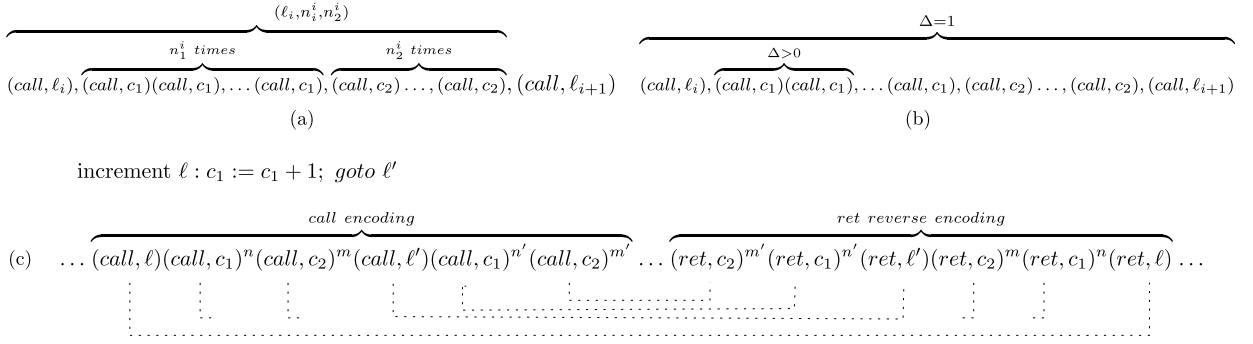 (ℓ_i,n_i^i,n_2^i)
n_1^i times n_2^i times
(call,ℓ_i),(call,c_1)(call,c_1),...(call,c_1),(call,c_2)...,(call,c_2),(call,ℓ_{i+1})
(a)
Δ=1
Δ>0
(call,ℓ_i),(call,c_1)(call,c_1),...(call,c_1),(call,c_2)...,(call,c_2),(call,ℓ_{i+1})
(b)
increment ℓ : c_1 := c_1 + 1; goto ℓ′
call encoding ret reverse encoding
(c) ...(call,ℓ)(call,c_1)^n(call,c_2)^m(call,ℓ′)(call,c_1)^{n′}(call,c_2)^{m′}...(ret,c_2)^{m′}(ret,c_1)^{n′}(ret,ℓ′)(ret,c_2)^m(ret,c_1)^n(ret,ℓ)...